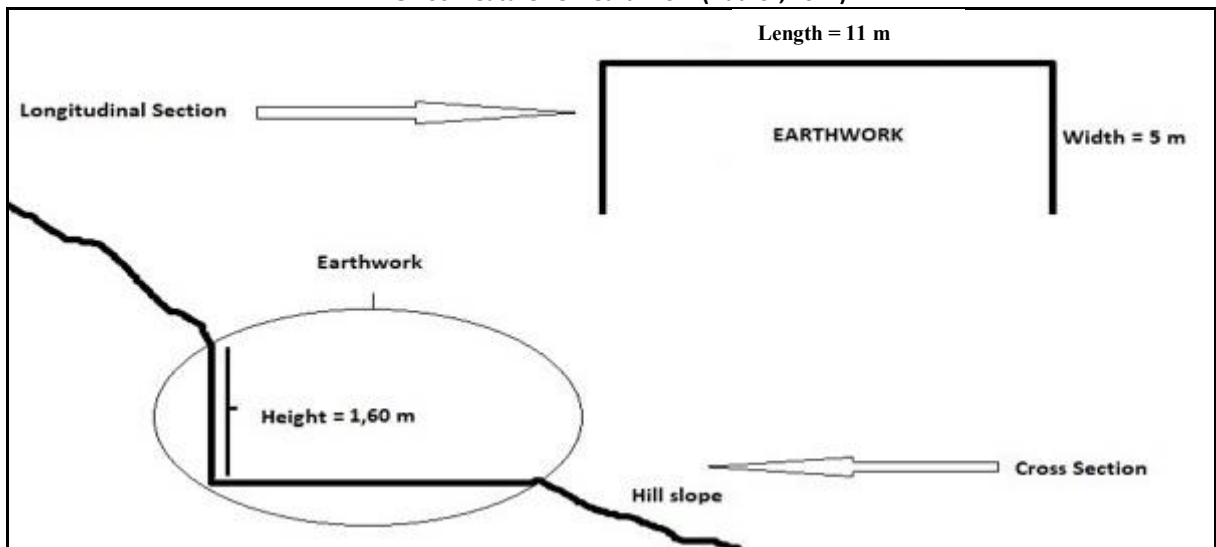 Length = 11 m
Longitudinal Section
EARTHWORK
Width = 5 m
Earthwork
Height = 1,60 m
Cross Section
Hill slope